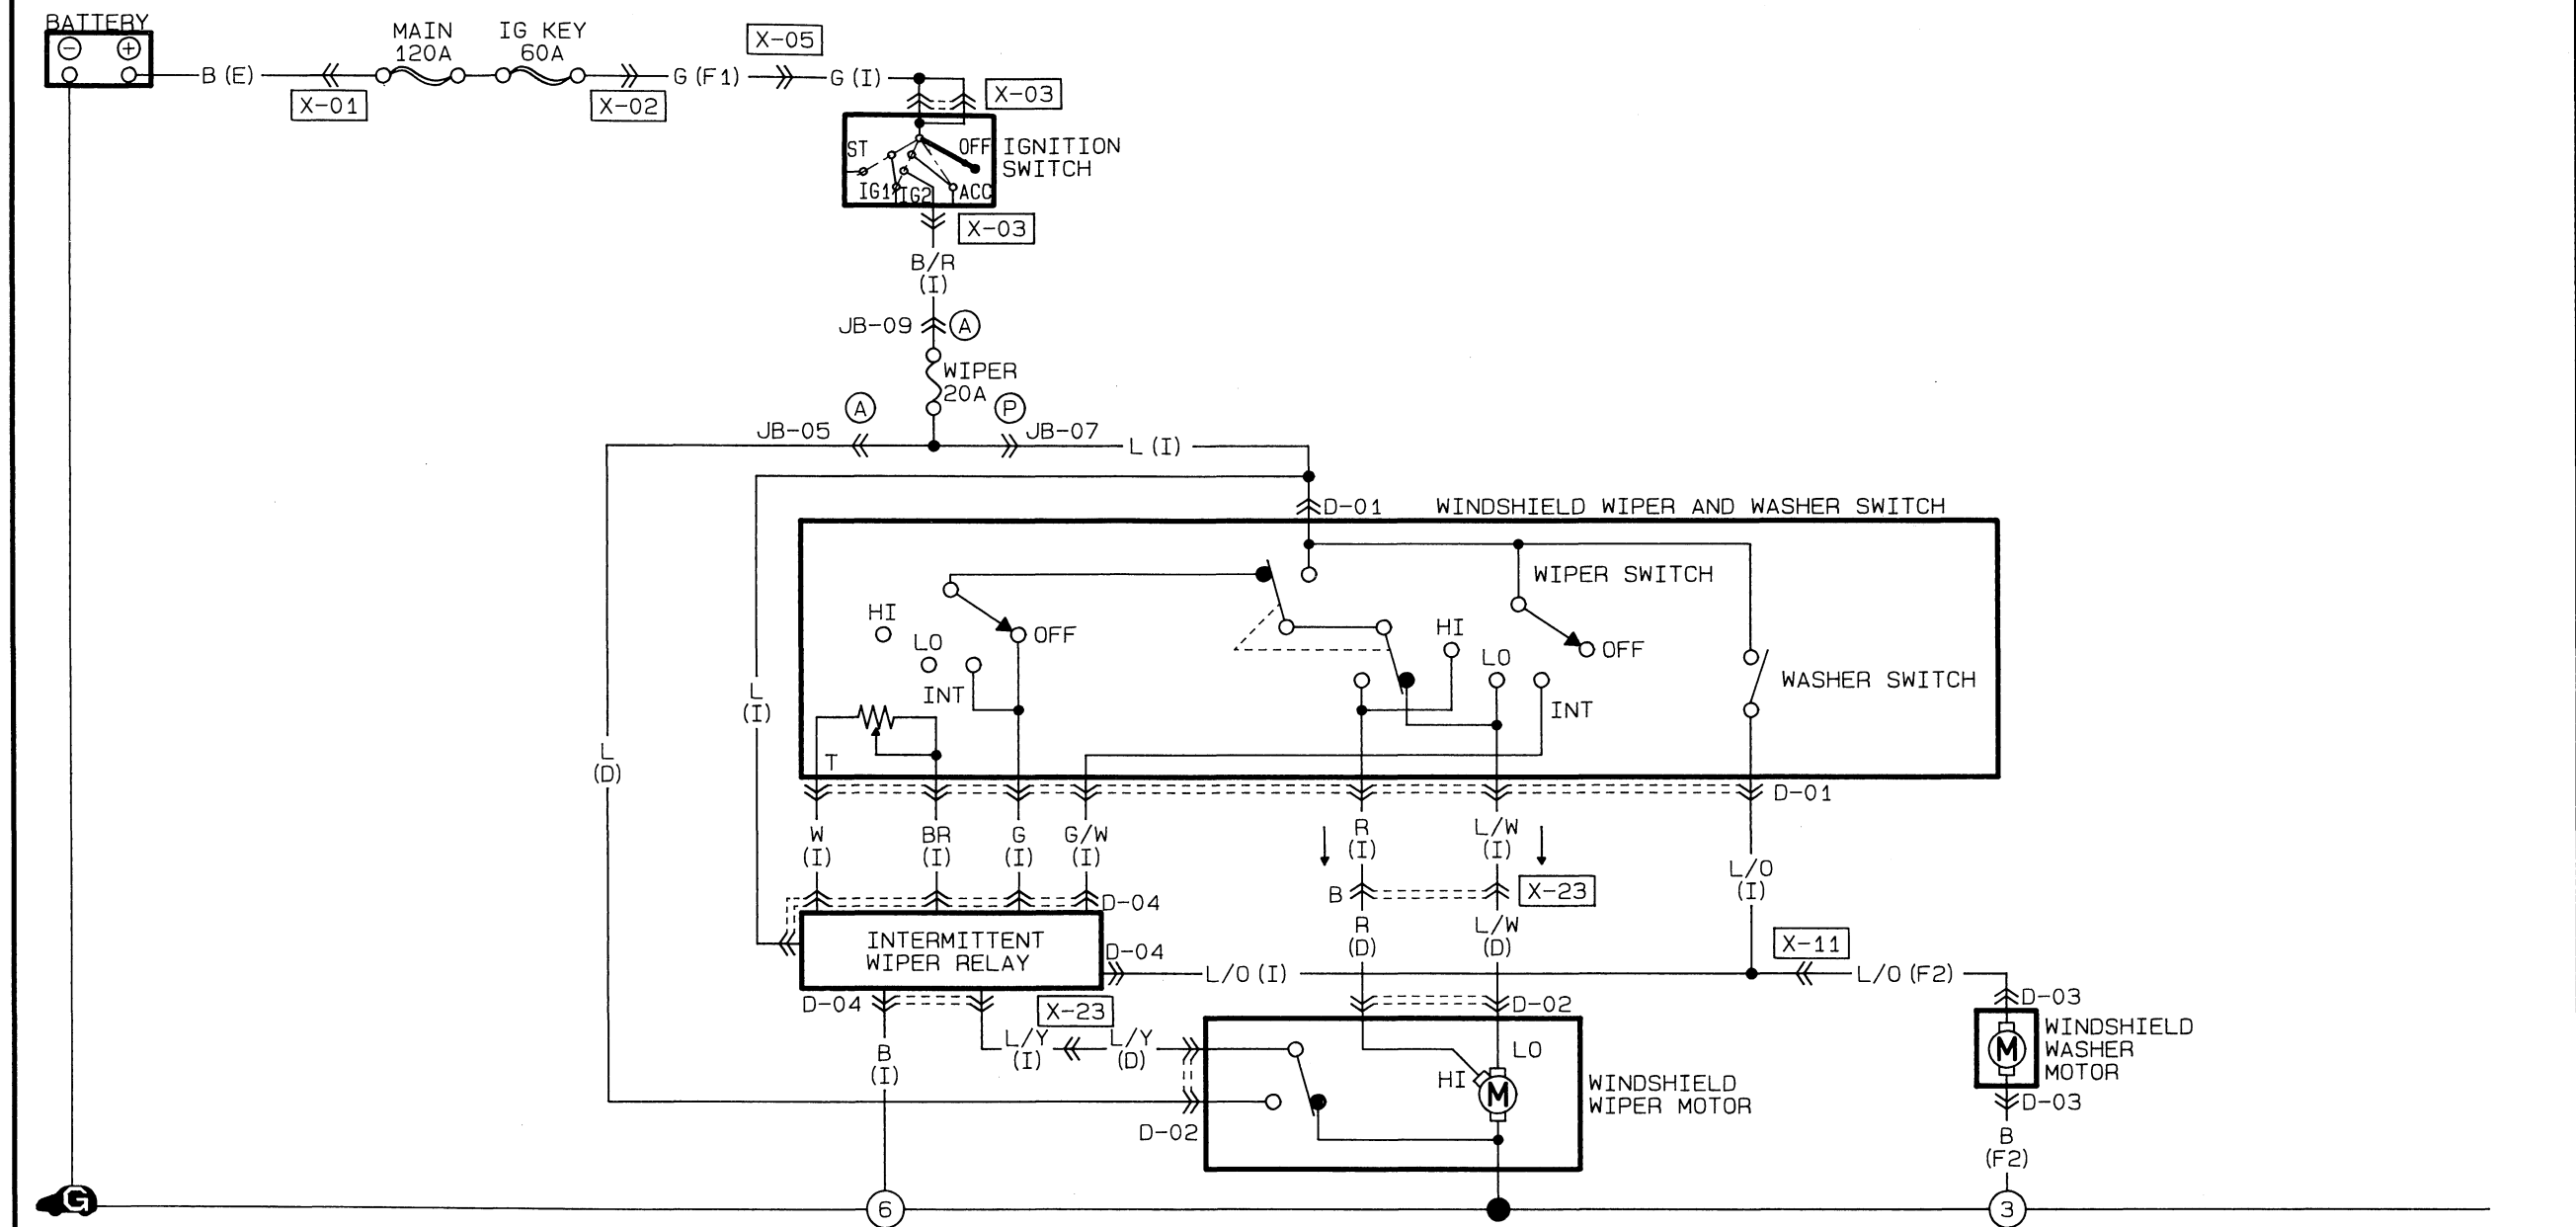 BATTERY
MAIN
120A
IG KEY
60A
X-05
B (E)
G (F1)
G (I)
X-01
X-02
X-03
ST
OFF
IG1
IG2
ACC
IGNITION
SWITCH
X-03
B/R
(I)
JB-09
A
WIPER
20A
A
P
JB-05
JB-07
L (I)
D-01
WINDSHIELD WIPER AND WASHER SWITCH
WIPER SWITCH
HI
OFF
LO
INT
HI
LO
OFF
INT
WASHER SWITCH
T
L
(I)
L
(D)
D-01
W
(I)
BR
(I)
G
(I)
G/W
(I)
R
(I)
L/W
(I)
L/O
(I)
B
X-23
D-04
R
(D)
L/W
(D)
INTERMITTENT
WIPER RELAY
D-04
L/O (I)
X-11
L/O (F2)
D-04
X-23
D-02
D-03
L/Y
(I)
L/Y
(D)
B
(I)
LO
HI
M
WINDSHIELD
WIPER MOTOR
M
WINDSHIELD
WASHER
MOTOR
D-02
D-03
B
(F2)
G
6
3